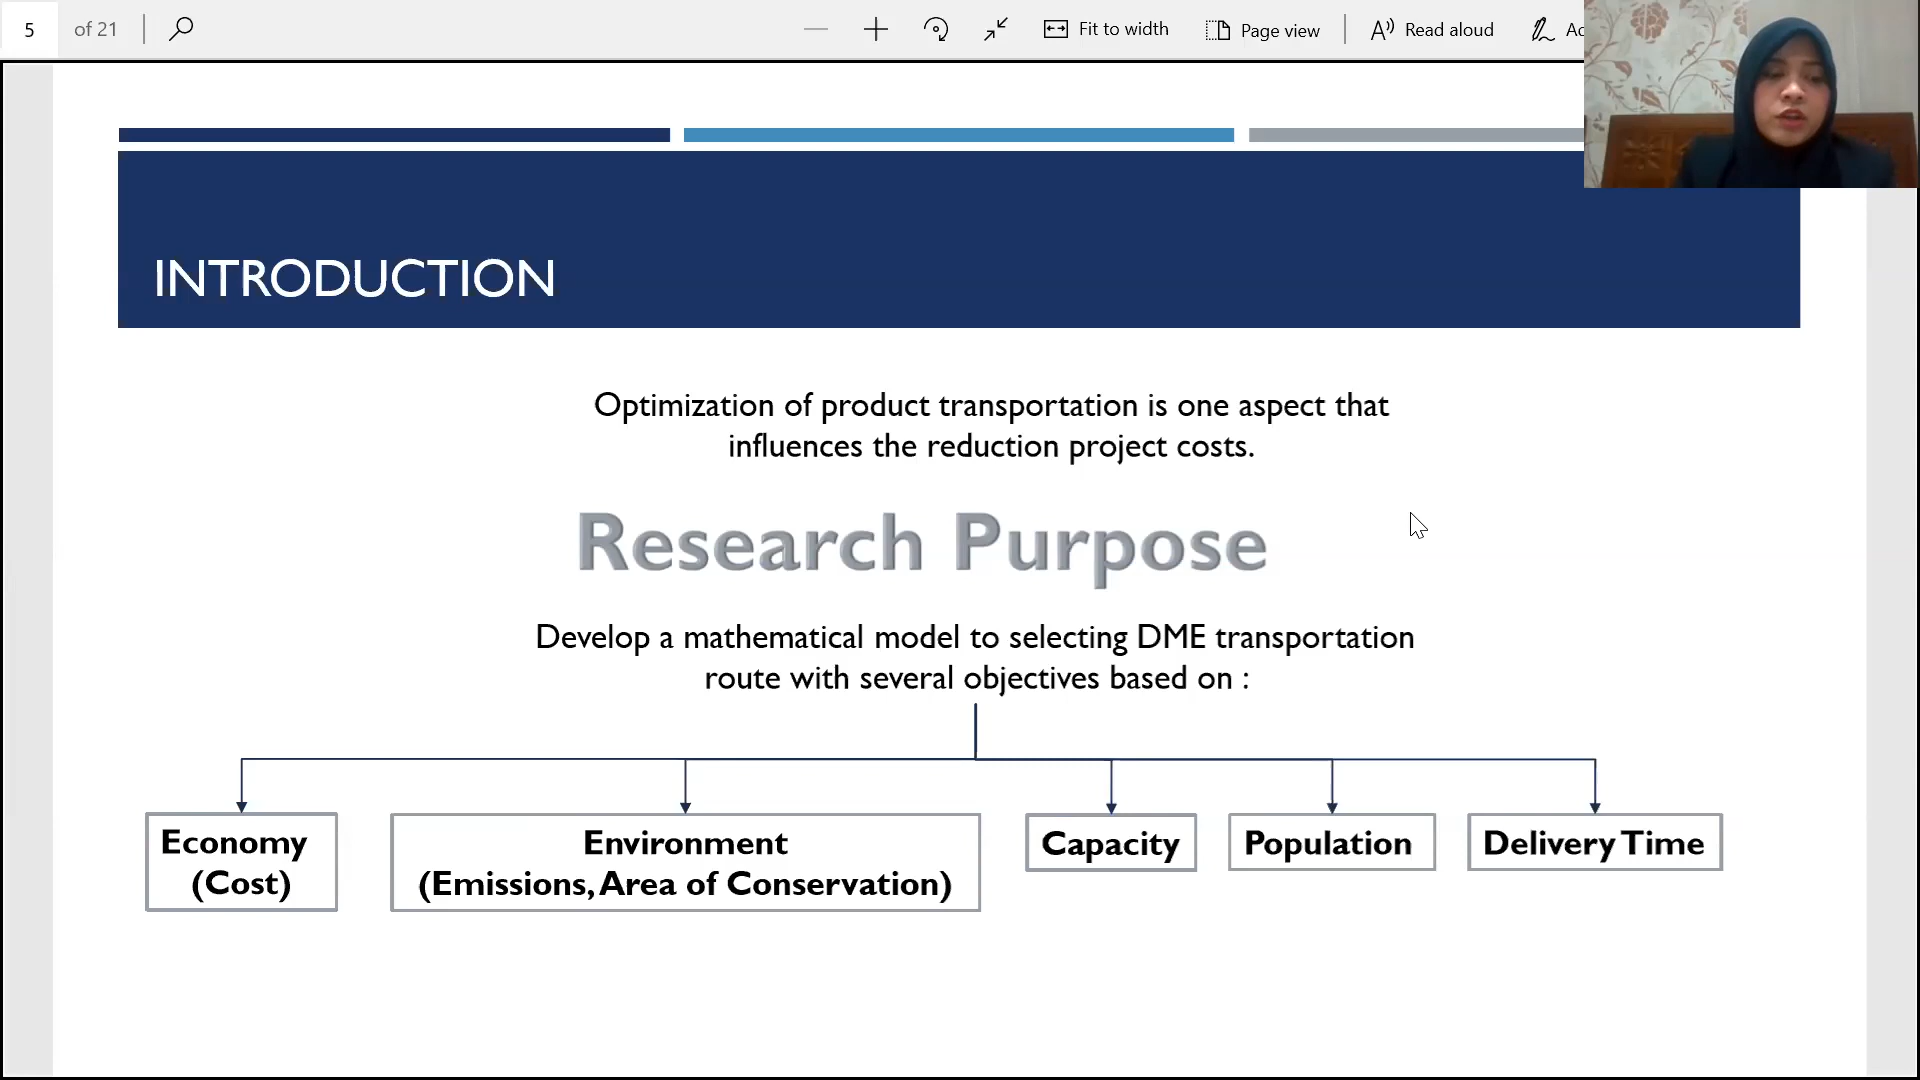 5 of 21 Fit to width Page view Read aloud
INTRODUCTION
Optimization of product transportation is one aspect that
influences the reduction project costs.
Research Purpose
Develop a mathematical model to selecting DME transportation
route with several objectives based on :
Economy
(Cost)
Environment
(Emissions, Area of Conservation)
Capacity
Population
Delivery Time